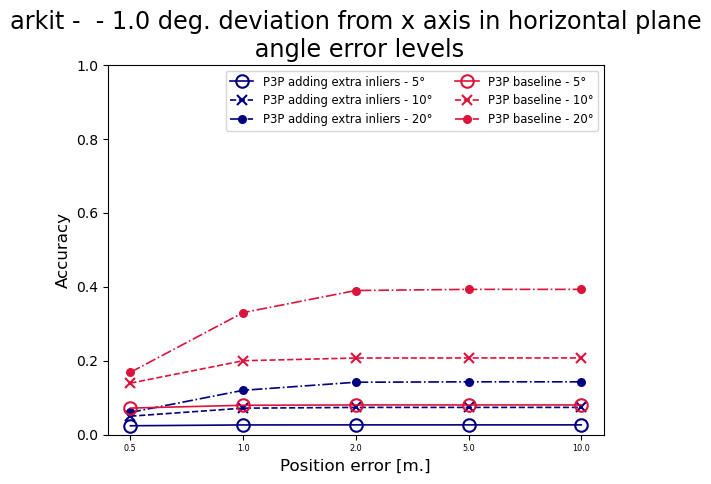 arkit -  - 1.0 deg. deviation from x axis in horizontal plane
angle error levels
P3P adding extra inliers - 5°
P3P adding extra inliers - 10°
P3P adding extra inliers - 20°
P3P baseline - 5°
P3P baseline - 10°
P3P baseline - 20°
Accuracy
1.0
0.8
0.6
0.4
0.2
0.0
0.5 1.0 2.0 5.0 10.0
Position error [m.]